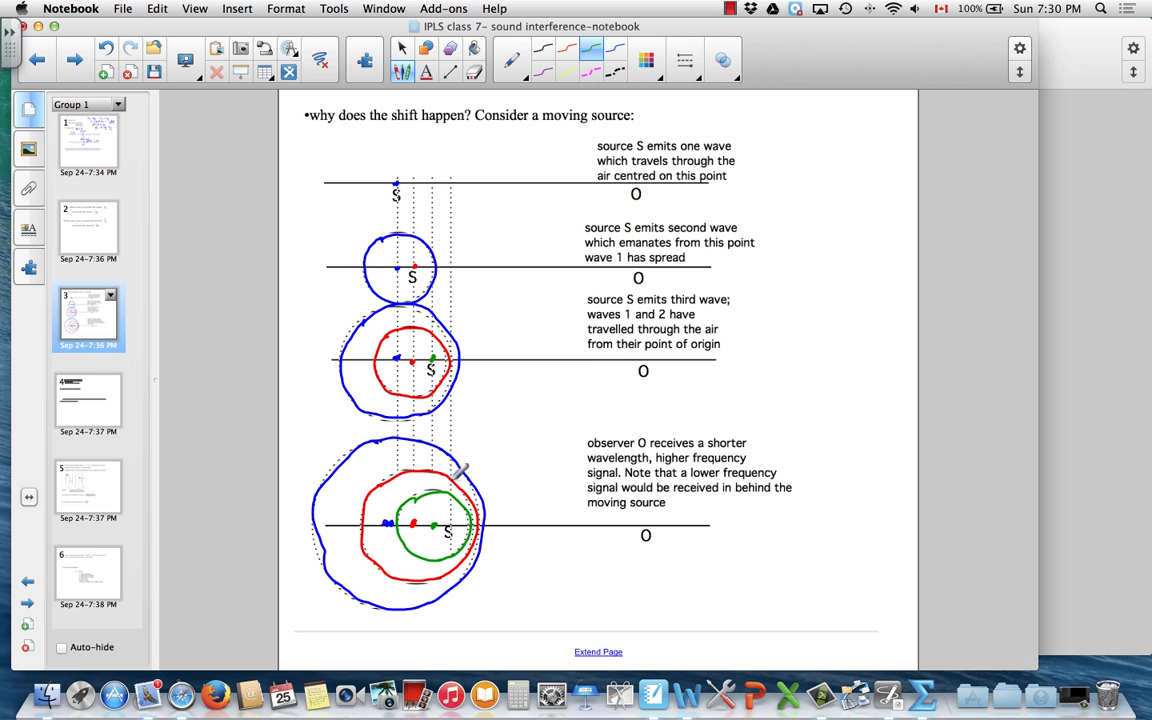 Notebook File Edit View Insert Format Tools Window Add-ons Help 100% Sun 7:30 PM
IPLS class 7- sound interference-notebook
Group 1
1
Sep 24-7:34 PM
2
Sep 24-7:36 PM
3
Sep 24-7:36 PM
4
Sep 24-7:37 PM
5
Sep 24-7:37 PM
6
Sep 24-7:38 PM
Auto-hide
•why does the shift happen? Consider a moving source:
source S emits one wave
which travels through the
air centred on this point
S
O
source S emits second wave
which emanates from this point
wave 1 has spread
S
O
source S emits third wave;
waves 1 and 2 have
travelled through the air
from their point of origin
S
O
observer O receives a shorter
wavelength, higher frequency
signal. Note that a lower frequency
signal would be received in behind the
moving source
S
O
Extend Page